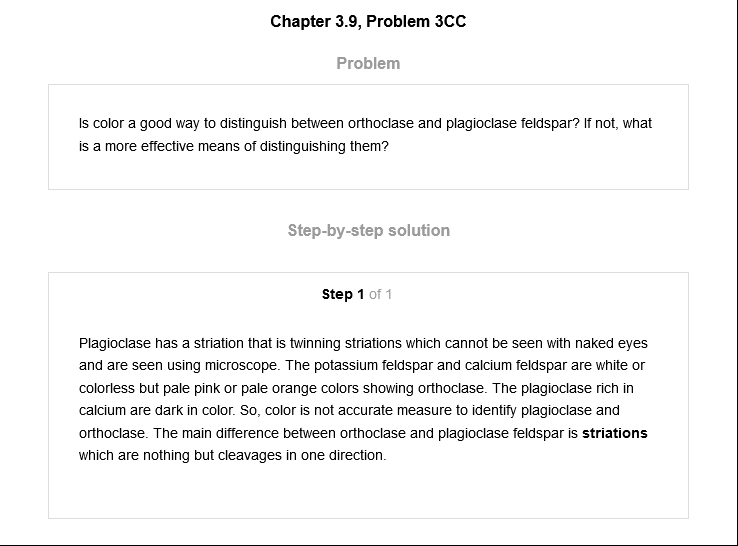 Chapter 3.9, Problem 3CC
Problem
Is color a good way to distinguish between orthoclase and plagioclase feldspar? If not, what
is a more effective means of distinguishing them?
Step-by-step solution
Step 1 of 1
Plagioclase has a striation that is twinning striations which cannot be seen with naked eyes
and are seen using microscope. The potassium feldspar and calcium feldspar are white or
colorless but pale pink or pale orange colors showing orthoclase. The plagioclase rich in
calcium are dark in color. So, color is not accurate measure to identify plagioclase and
orthoclase. The main difference between orthoclase and plagioclase feldspar is striations
which are nothing but cleavages in one direction.